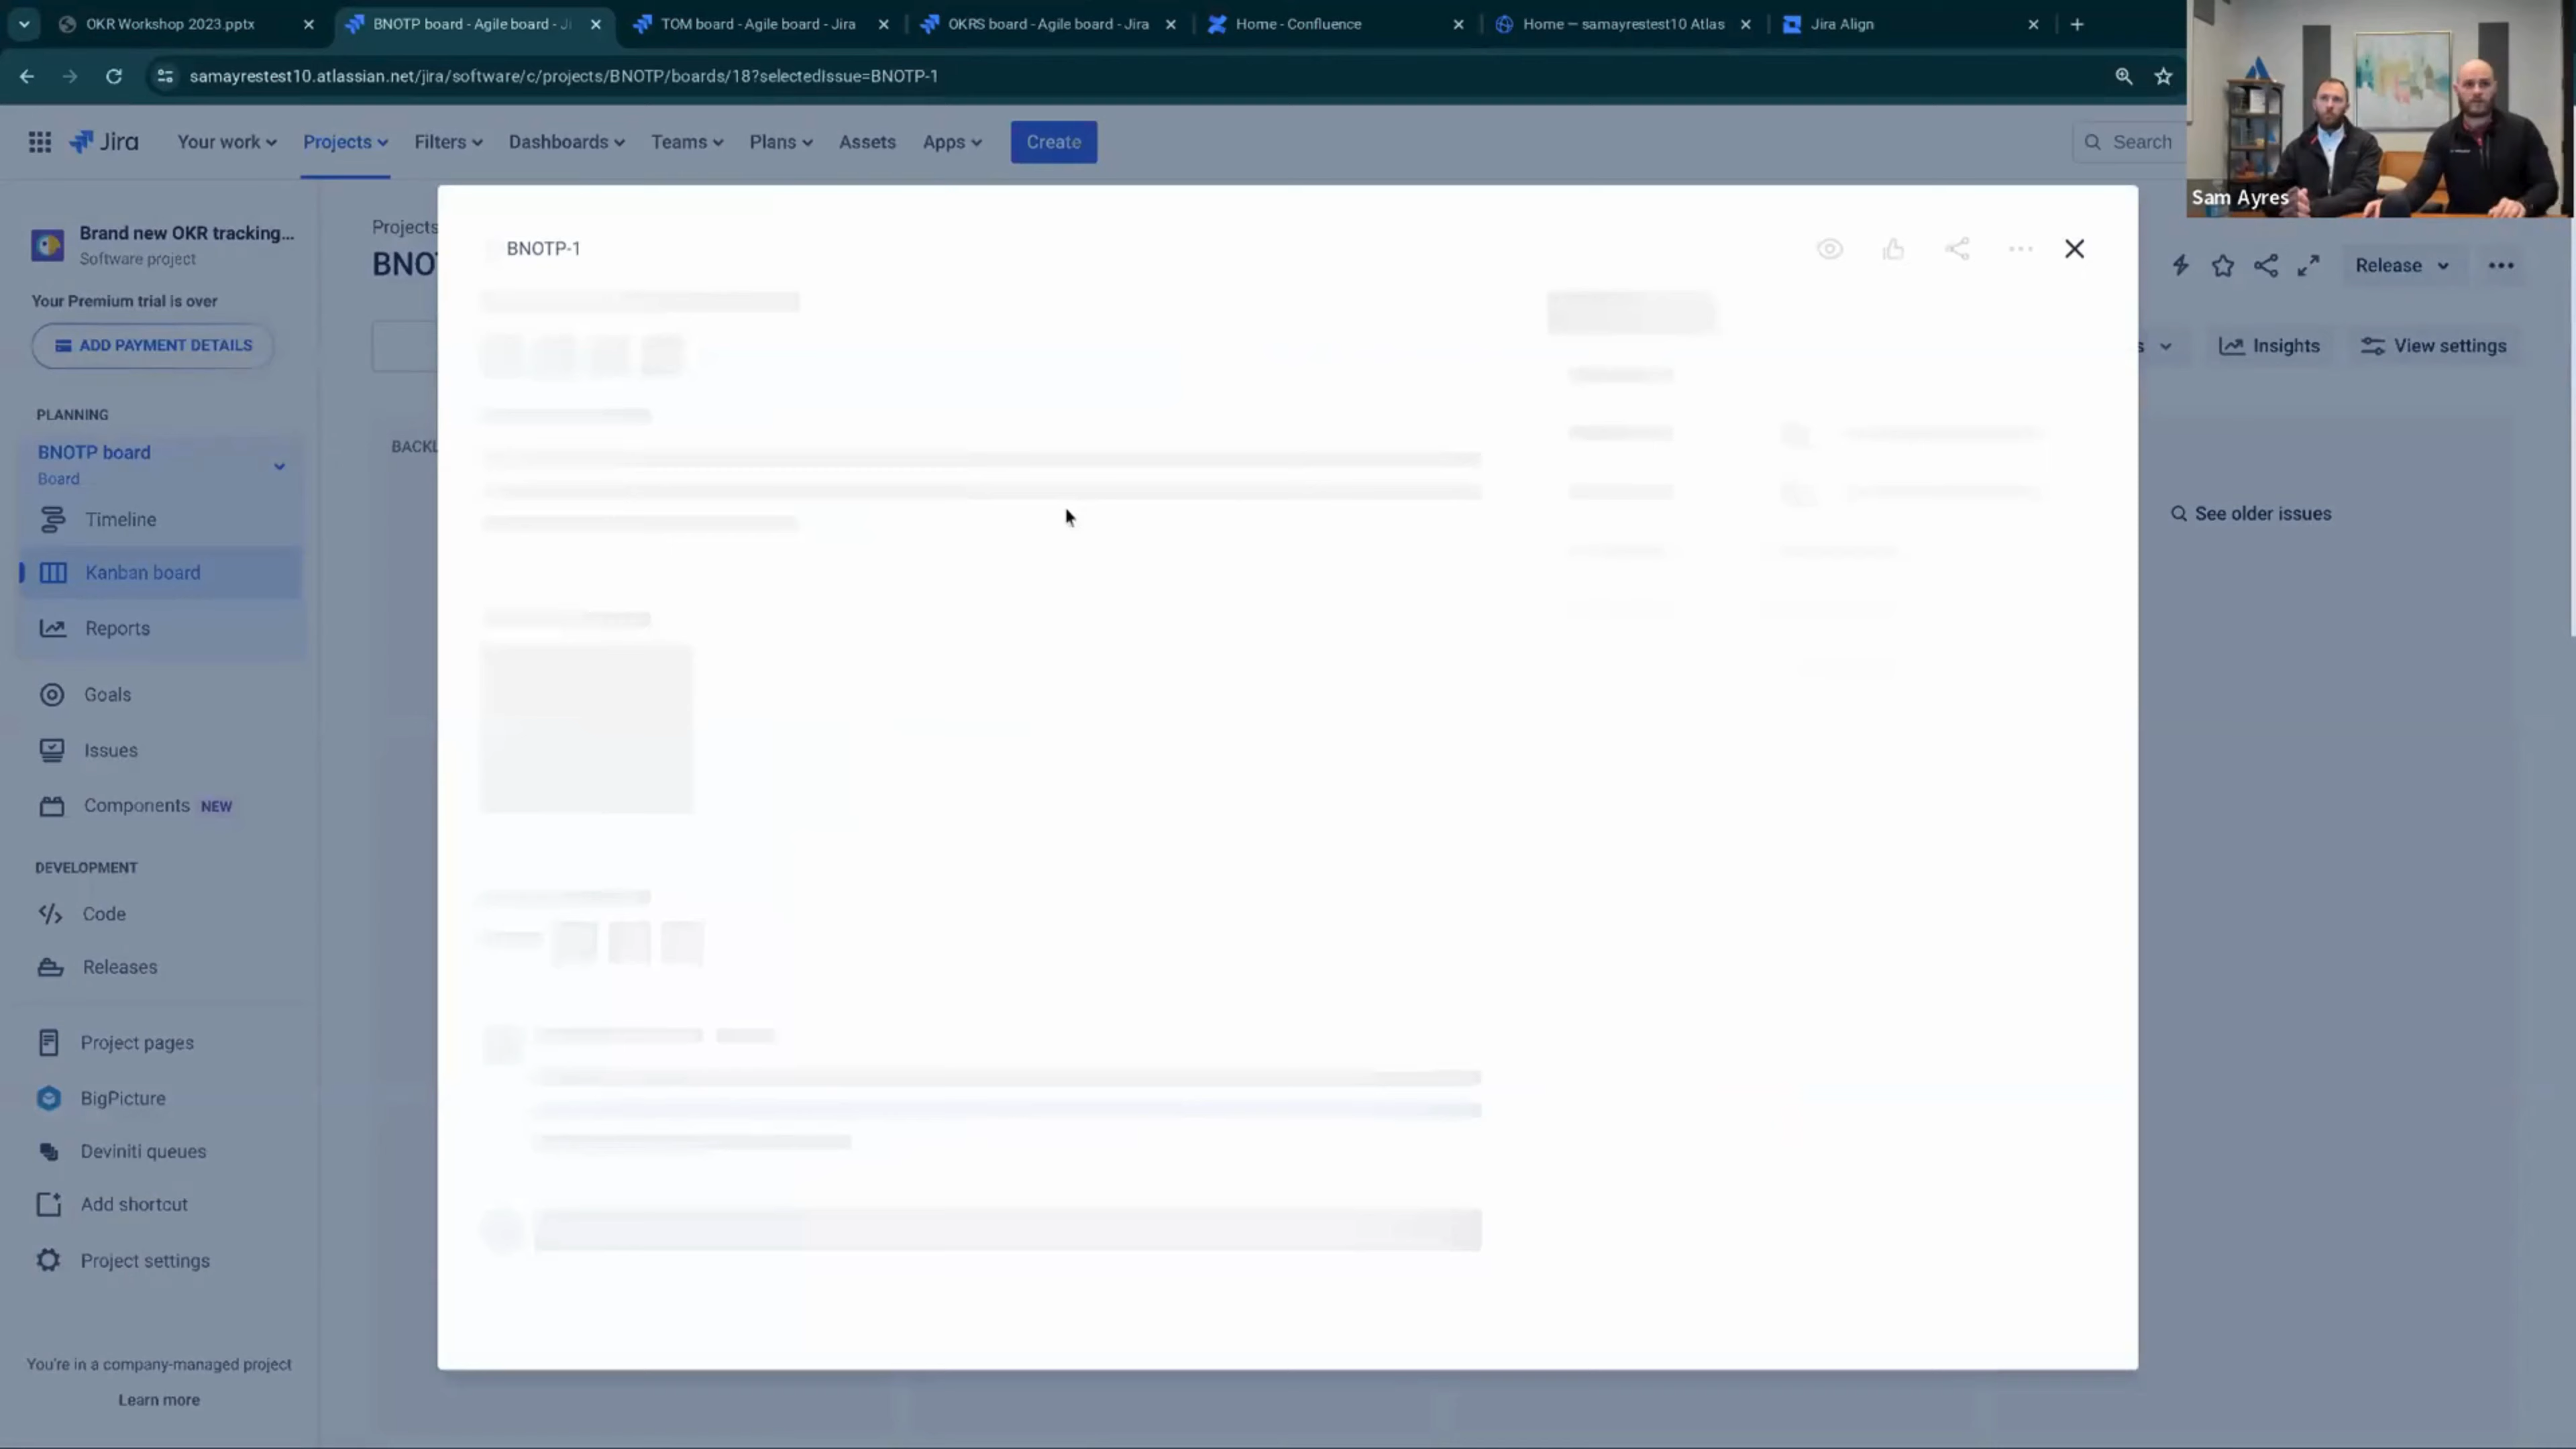 OKR Workshop 2023.pptx
BNOTP board - Agile board - Ji
TOM board - Agile board - Jira
OKRS board - Agile board - Jira
Home - Confluence
Home — samayrestest10 Atlas
Jira Align
samayrestest10.atlassian.net/jira/software/c/projects/BNOTP/boards/18?selectedIssue=BNOTP-1
Jira
Your work
Projects
Filters
Dashboards
Teams
Plans
Assets
Apps
Create
Search
Sam Ayres
Brand new OKR tracking...
Software project
Your Premium trial is over
ADD PAYMENT DETAILS
PLANNING
BNOTP board
Board
Timeline
Kanban board
Reports
Goals
Issues
Components NEW
DEVELOPMENT
Code
Releases
Project pages
BigPicture
Deviniti queues
Add shortcut
Project settings
You're in a company-managed project
Learn more
Projects
BNO
BACKL
BNOTP-1
Release
s
Insights
View settings
See older issues